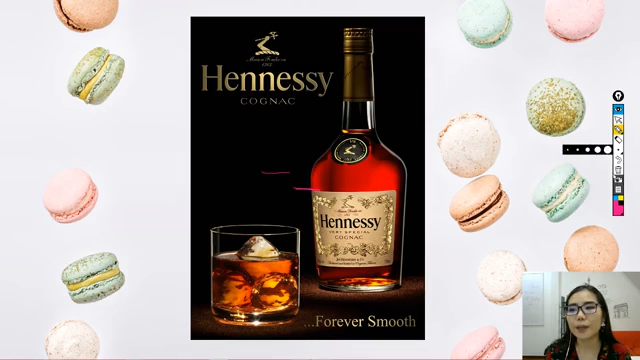 Hennessy
COGNAC
Hennessy
VERY SPECIAL
COGNAC
...Forever Smooth